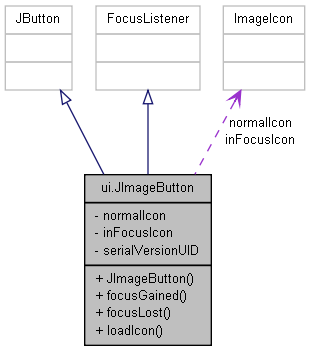 JButton
FocusListener
ImageIcon
normalIcon
inFocusIcon
ui.JImageButton
- normalIcon
- inFocusIcon
- serialVersionUID
+ JImageButton()
+ focusGained()
+ focusLost()
+ loadIcon()